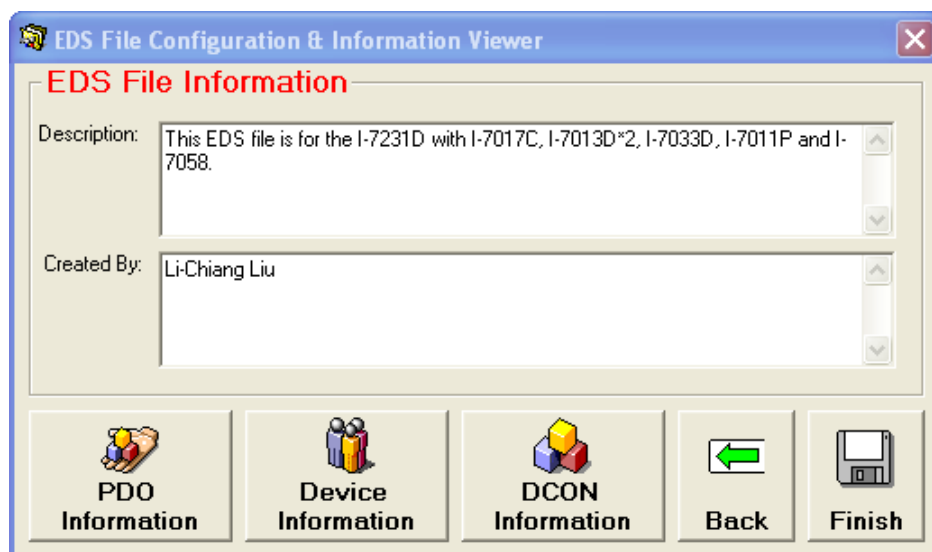 EDS File Configuration & Information Viewer
EDS File Information
Description:
This EDS file is for the I-7231D with I-7017C, I-7013D*2, I-7033D, I-7011P and I-
7058.
Created By:
Li-Chiang Liu
PDO
Information
Device
Information
DCON
Information
Back
Finish